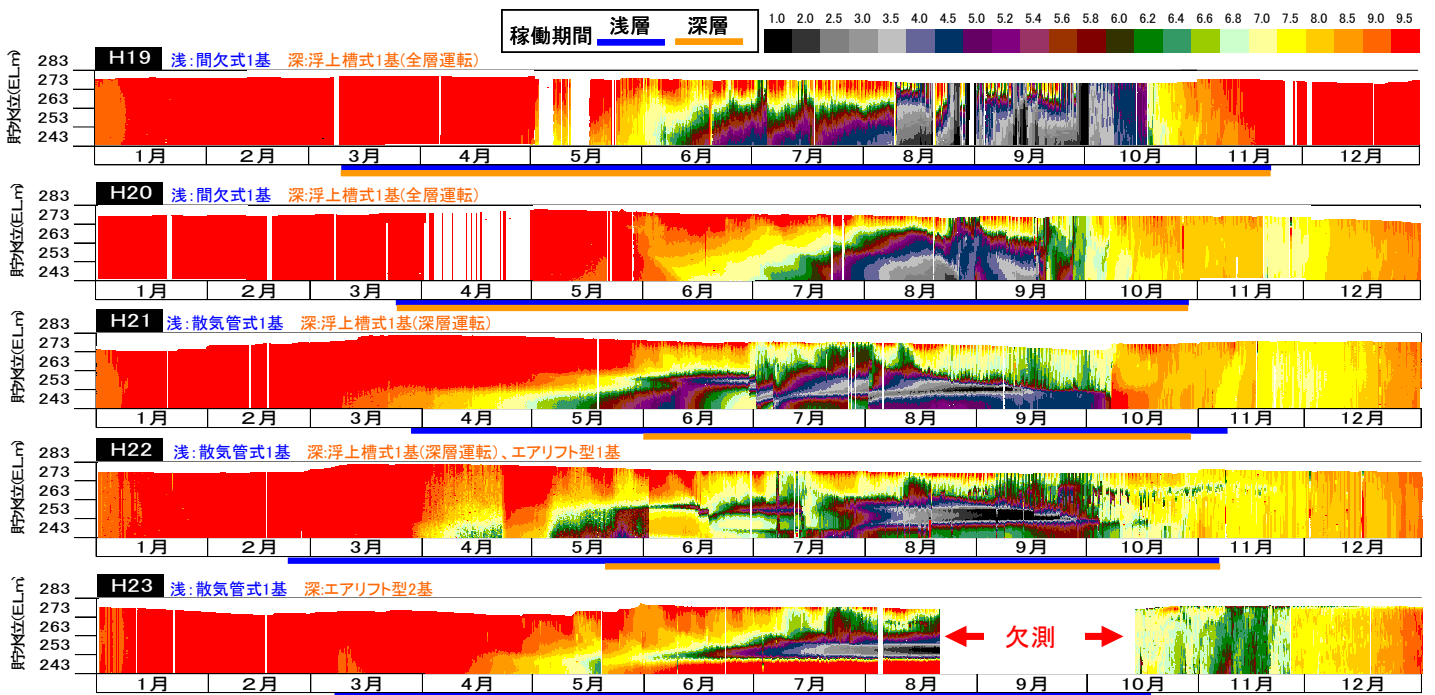 稼働期間 浅層 深層
1.0 2.0 2.5 3.0 3.5 4.0 4.5 5.0 5.2 5.4 5.6 5.8 6.0 6.2 6.4 6.6 6.8 7.0 7.5 8.0 8.5 9.0 9.5
H19 浅:間欠式1基 深:浮上槽式1基(全層運転)
貯水位(EL.m)
283
273
263
253
243
1月 2月 3月 4月 5月 6月 7月 8月 9月 10月 11月 12月
H20 浅:間欠式1基 深:浮上槽式1基(全層運転)
貯水位(EL.m)
283
273
263
253
243
1月 2月 3月 4月 5月 6月 7月 8月 9月 10月 11月 12月
H21 浅:散気管式1基 深:浮上槽式1基(深層運転)
貯水位(EL.m)
283
273
263
253
243
1月 2月 3月 4月 5月 6月 7月 8月 9月 10月 11月 12月
H22 浅:散気管式1基 深:浮上槽式1基(深層運転)、エアリフト型1基
貯水位(EL.m)
283
273
263
253
243
1月 2月 3月 4月 5月 6月 7月 8月 9月 10月 11月 12月
H23 浅:散気管式1基 深:エアリフト型2基
貯水位(EL.m)
283
273
263
253
243
欠測
1月 2月 3月 4月 5月 6月 7月 8月 9月 10月 11月 12月